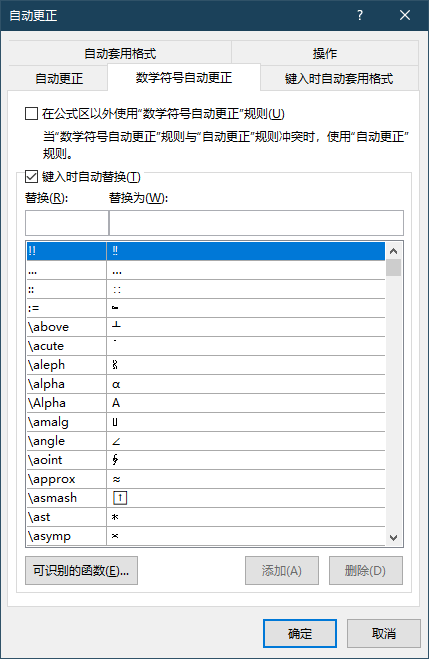 自动更正
自动套用格式 操作
自动更正 数学符号自动更正 键入时自动套用格式
在公式区以外使用“数学符号自动更正”规则(U)
当“数学符号自动更正”规则与“自动更正”规则冲突时，使用“自动更正”
规则。
键入时自动替换(T)
替换(R): 替换为(W):
!! ‼
... …
:: ∷
:= ≔
\above ┴
\acute ́
\aleph ℵ
\alpha α
\Alpha Α
\amalg ∐
\angle ∠
\aoint ∳
\approx ≈
\asmash ⬆
\ast *
\asymp ≍
可识别的函数(E)... 添加(A) 删除(D)
确定 取消